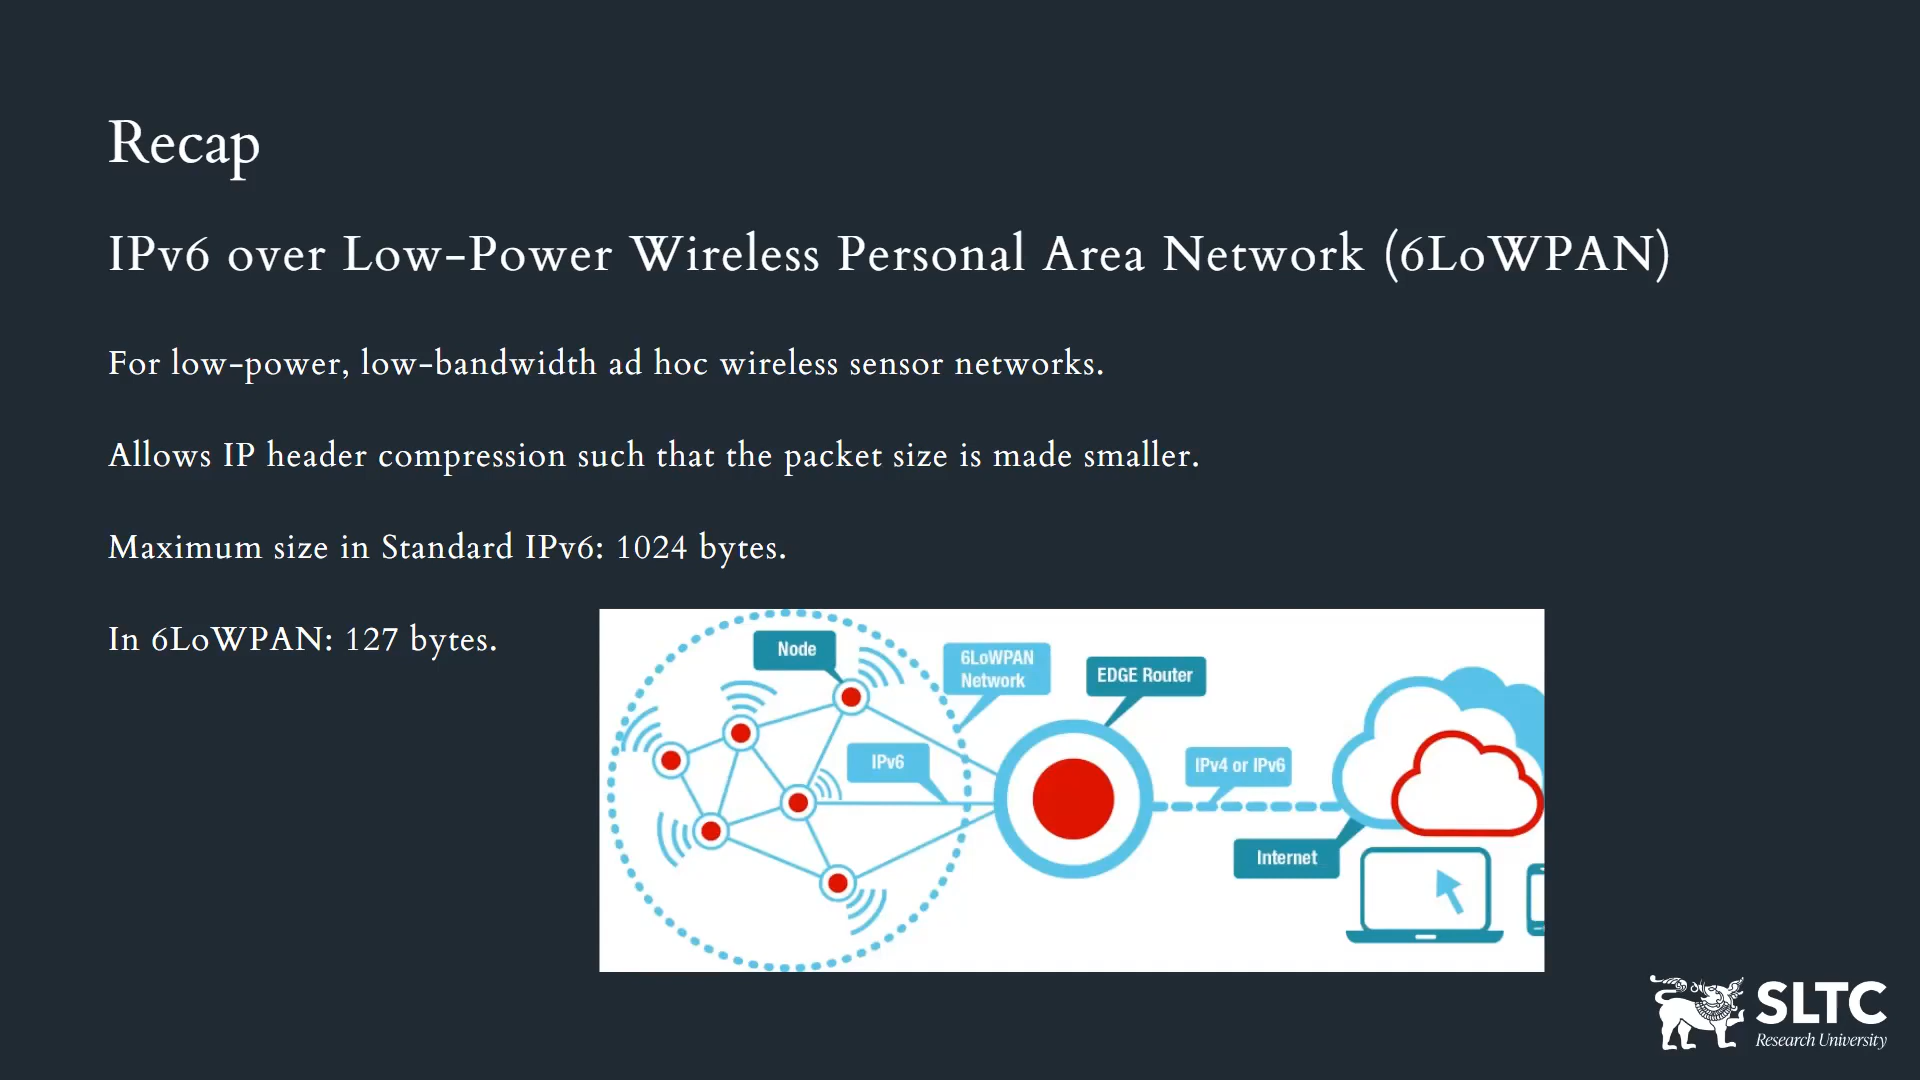 Recap
IPv6 over Low-Power Wireless Personal Area Network (6LoWPAN)
For low-power, low-bandwidth ad hoc wireless sensor networks.
Allows IP header compression such that the packet size is made smaller.
Maximum size in Standard IPv6: 1024 bytes.
In 6LoWPAN: 127 bytes.
Node
6LoWPAN
Network
EDGE Router
IPv6
IPv4 or IPv6
Internet
SLTC
Research University